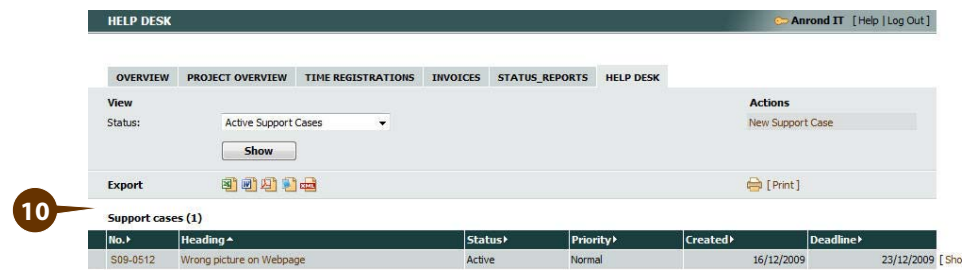 HELP DESK Anrond IT [ Help | Log Out ]
OVERVIEW PROJECT OVERVIEW TIME REGISTRATIONS INVOICES STATUS_REPORTS HELP DESK
View Actions
Status: Active Support Cases New Support Case
Show
Export XML [ Print ]
10
Support cases (1)
No. Heading Status Priority Created Deadline
S09-0512 Wrong picture on Webpage Active Normal 16/12/2009 23/12/2009 [ Sho